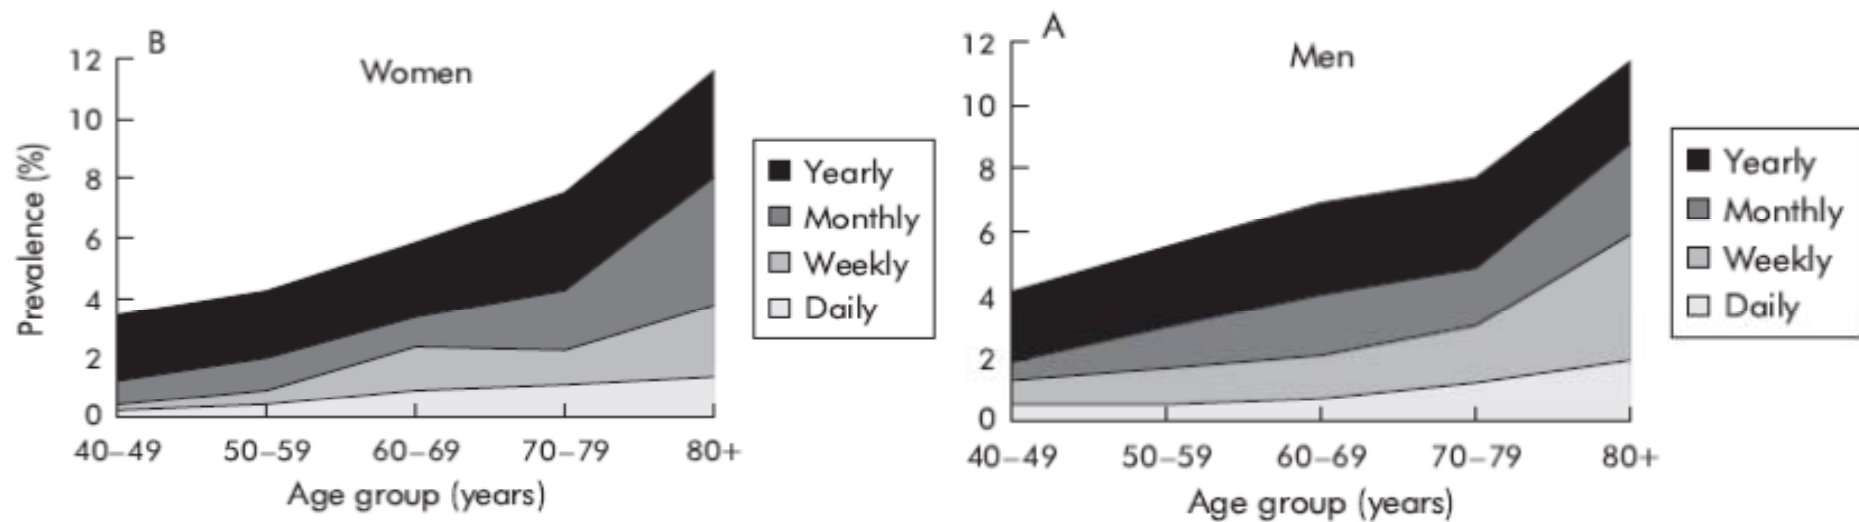 B
Women
12
10
8
6
4
2
0
Prevalence (%)
40–49 50–59 60–69 70–79 80+
Age group (years)
Yearly
Monthly
Weekly
Daily
A
Men
12
10
8
6
4
2
0
40–49 50–59 60–69 70–79 80+
Age group (years)
Yearly
Monthly
Weekly
Daily